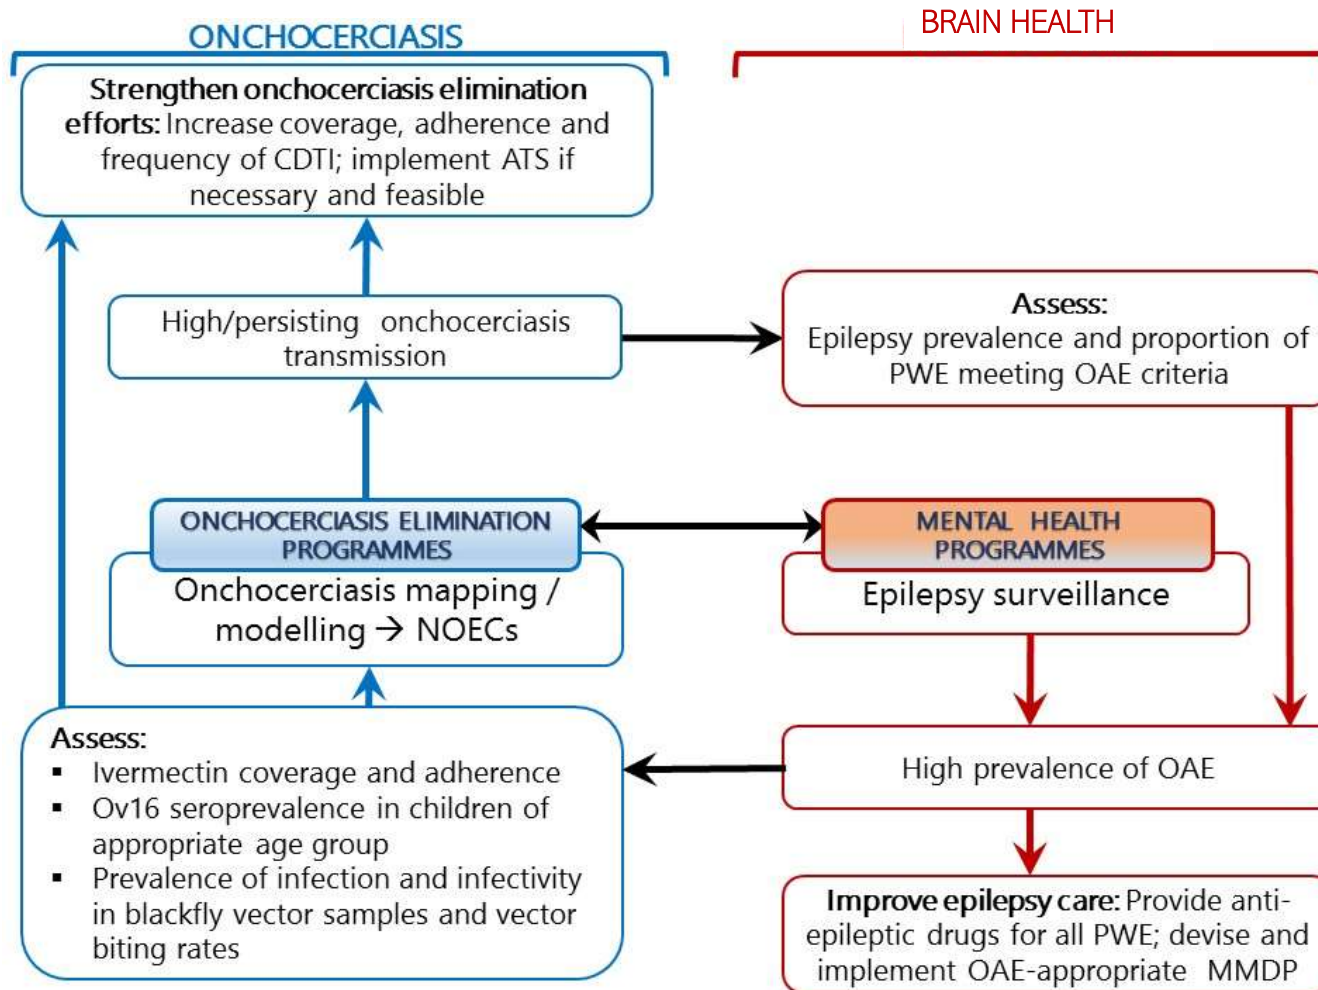 ONCHOCERCIASIS
Strengthen onchocerciasis elimination
efforts: Increase coverage, adherence and
frequency of CDTI; implement ATS if
necessary and feasible
High/persisting onchocerciasis
transmission
ONCHOCERCIASIS ELIMINATION
PROGRAMMES
Onchocerciasis mapping /
modelling → NOECs
Assess:
▪ Ivermectin coverage and adherence
▪ Ov16 seroprevalence in children of
appropriate age group
▪ Prevalence of infection and infectivity
in blackfly vector samples and vector
biting rates
BRAIN HEALTH
Assess:
Epilepsy prevalence and proportion of
PWE meeting OAE criteria
MENTAL HEALTH
PROGRAMMES
Epilepsy surveillance
High prevalence of OAE
Improve epilepsy care: Provide anti-
epileptic drugs for all PWE; devise and
implement OAE-appropriate MMDP